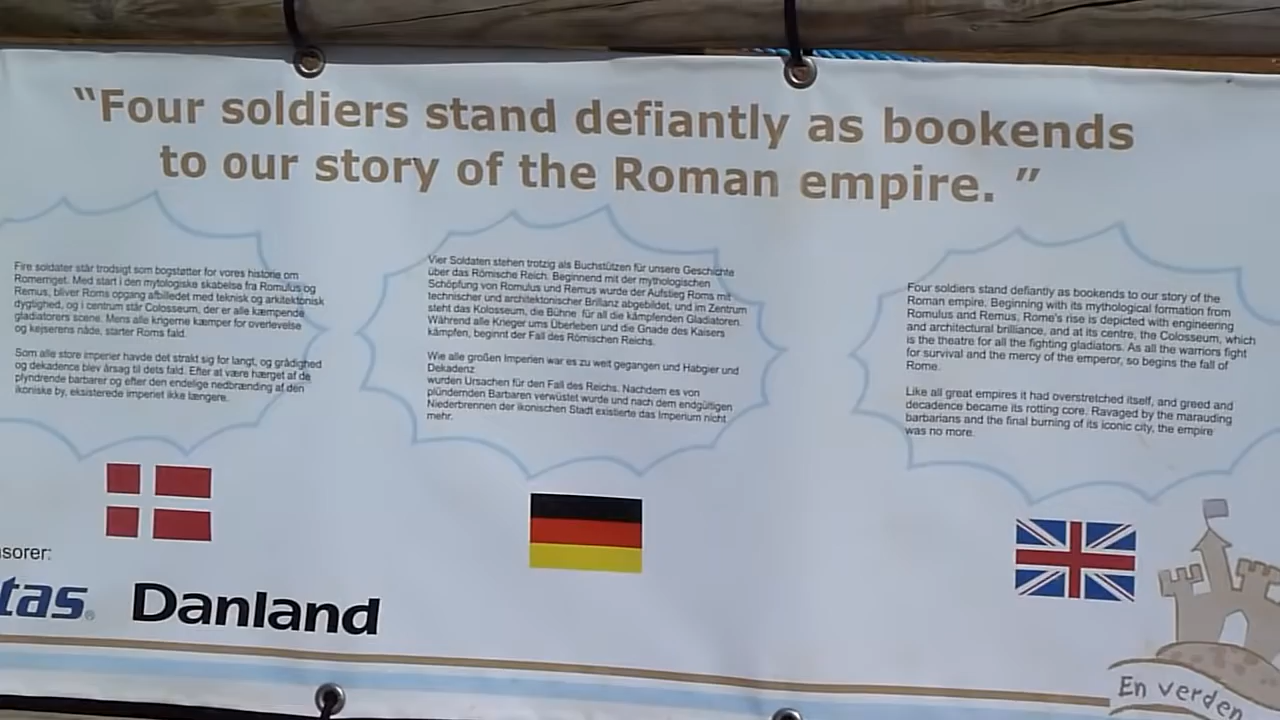 “Four soldiers stand defiantly as bookends
to our story of the Roman empire. ”
Fire soldater står trodsigt som bogstøtter for vores historie om
Romerriget. Med start i den mytologiske skabelse fra Romulus og
Remus, bliver Roms opgang afbilledet med teknisk og arkitektonisk
dygtighed, og i centrum står Colosseum, der er alle kæmpende
gladiatorers scene. Mens alle krigerne kæmper for overlevelse
og kejserens nåde, starter Roms fald.
Som alle store imperier havde det strakt sig for langt, og grådighed
og dekadence blev årsag til dets fald. Efter at være hærget af de
plyndrende barbarer og efter den endelige nedbrænding af den
ikoniske by, eksisterede imperiet ikke længere.
Vier Soldaten stehen trotzig als Buchstützen für unsere Geschichte
über das Römische Reich. Beginnend mit der mythologischen
Schöpfung von Romulus und Remus wurde der Aufstieg Roms mit
technischer und architektonischer Brillanz abgebildet, und im Zentrum
steht das Kolosseum, die Bühne für all die kämpfenden Gladiatoren.
Während alle Krieger ums Überleben und die Gnade des Kaisers
kämpfen, beginnt der Fall des Römischen Reichs.
Wie alle großen Imperien war es zu weit gegangen und Habgier und
Dekadenz
wurden Ursachen für den Fall des Reichs. Nachdem es von
plündernden Barbaren verwüstet wurde und nach dem endgültigen
Niederbrennen der ikonischen Stadt existierte das Imperium nicht
mehr.
Four soldiers stand defiantly as bookends to our story of the
Roman empire. Beginning with its mythological formation from
Romulus and Remus, Rome's rise is depicted with engineering
and architectural brilliance, and at its centre, the Colosseum, which
is the theatre for all the fighting gladiators. As all the warriors fight
for survival and the mercy of the emperor, so begins the fall of
Rome.
Like all great empires it had overstretched itself, and greed and
decadence became its rotting core. Ravaged by the marauding
barbarians and the final burning of its iconic city, the empire
was no more.
sorer:
tas® Danland
En verden